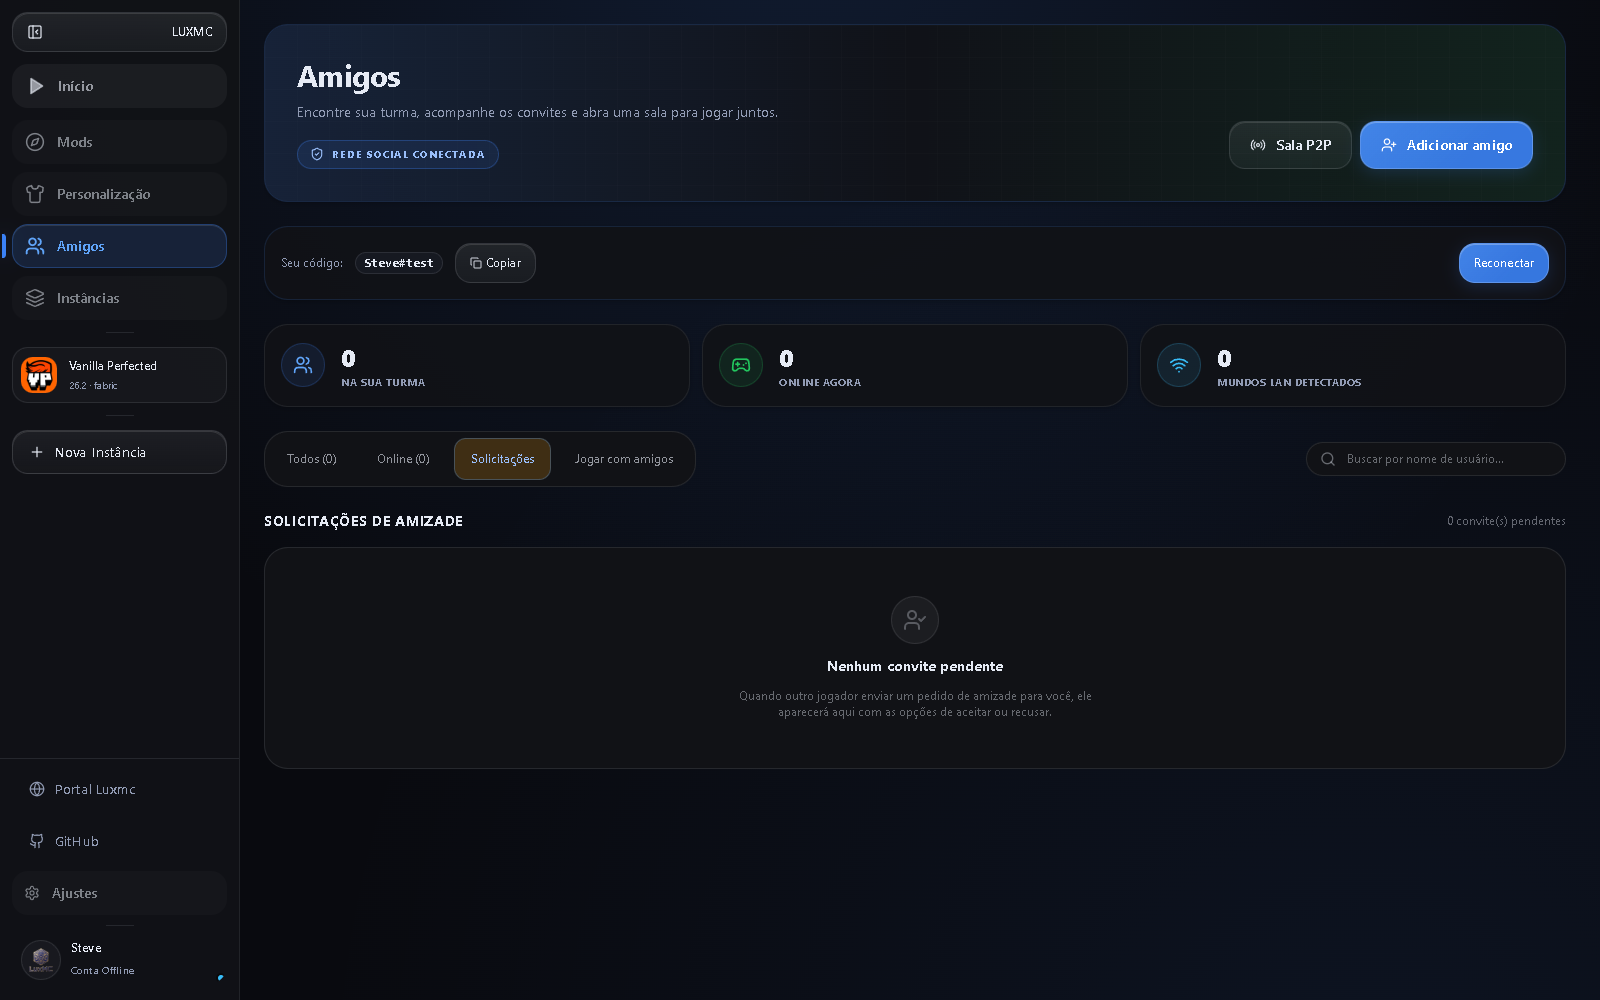 LUXMC
Início
Mods
Personalização
Amigos
Instâncias
Vanilla Perfected
26.2 · fabric
Nova Instância
Portal Luxmc
GitHub
Ajustes
Steve
Conta Offline
Amigos
Encontre sua turma, acompanhe os convites e abra uma sala para jogar juntos.
REDE SOCIAL CONECTADA
Sala P2P
Adicionar amigo
Seu código: Steve#test Copiar
Reconectar
0
NA SUA TURMA
0
ONLINE AGORA
0
MUNDOS LAN DETECTADOS
Todos (0) Online (0) Solicitações Jogar com amigos
Buscar por nome de usuário...
SOLICITAÇÕES DE AMIZADE
0 convite(s) pendentes
Nenhum convite pendente
Quando outro jogador enviar um pedido de amizade para você, ele
aparecerá aqui com as opções de aceitar ou recusar.